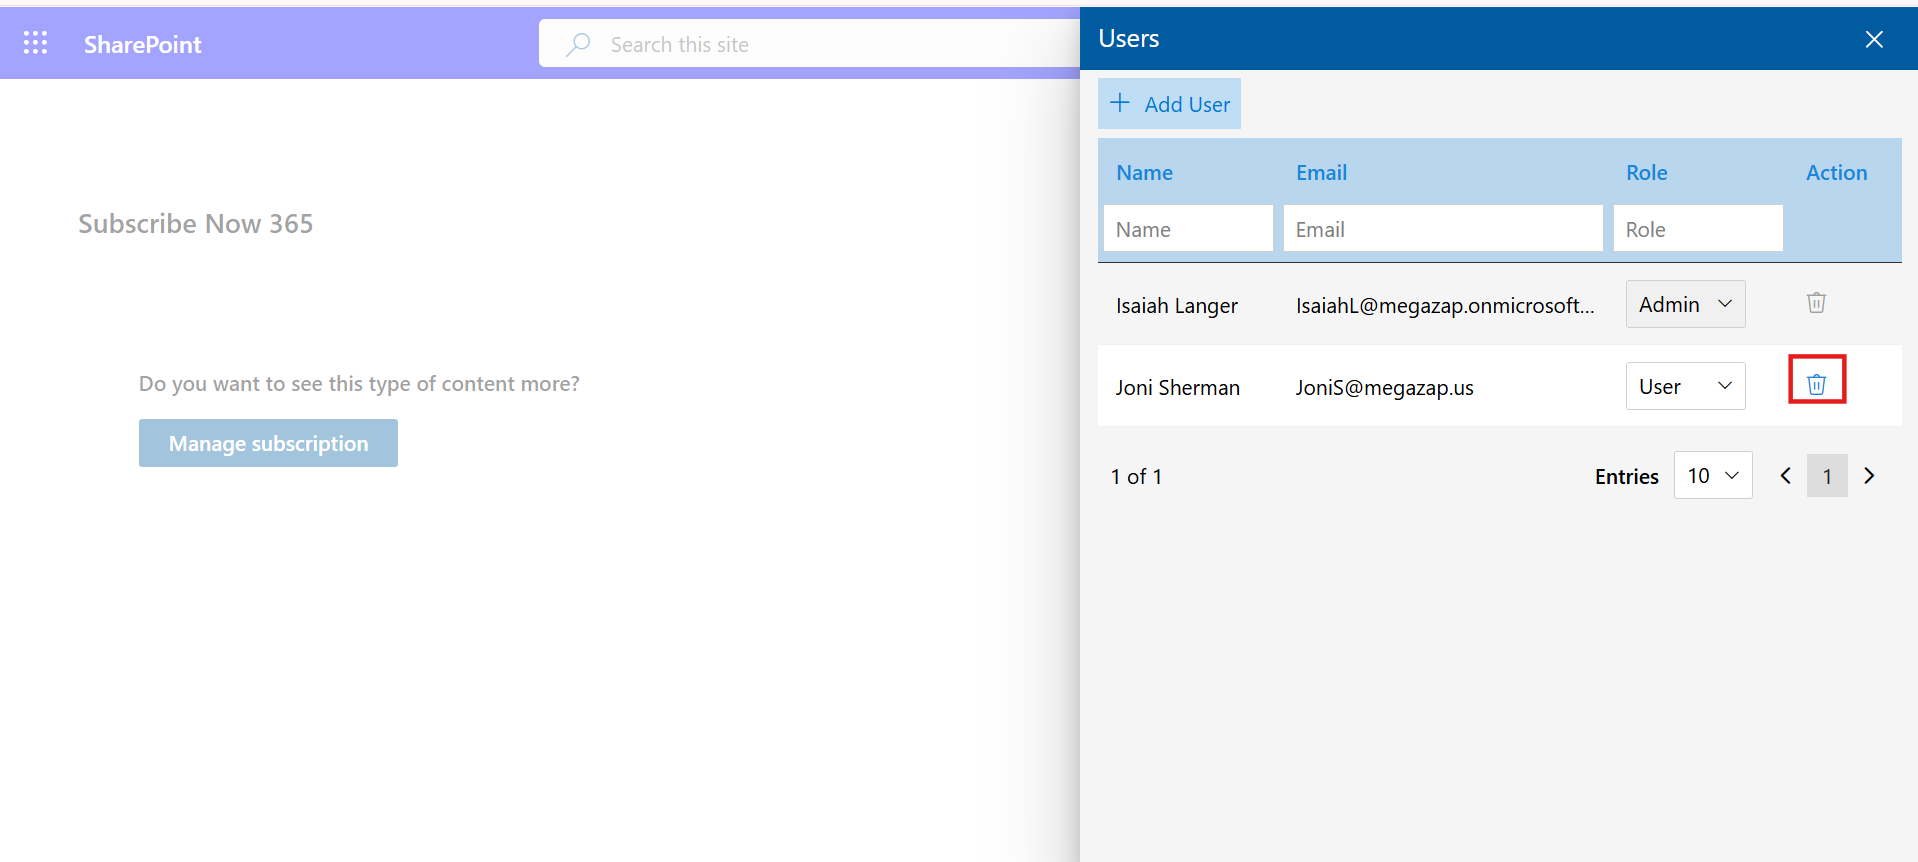 SharePoint
Search this site
Subscribe Now 365
Do you want to see this type of content more?
Manage subscription
Users
Add User
Name Email Role Action
Name Email Role
Isaiah Langer IsaiahL@megazap.onmicrosoft... Admin
Joni Sherman JoniS@megazap.us User
1 of 1 Entries 10 1